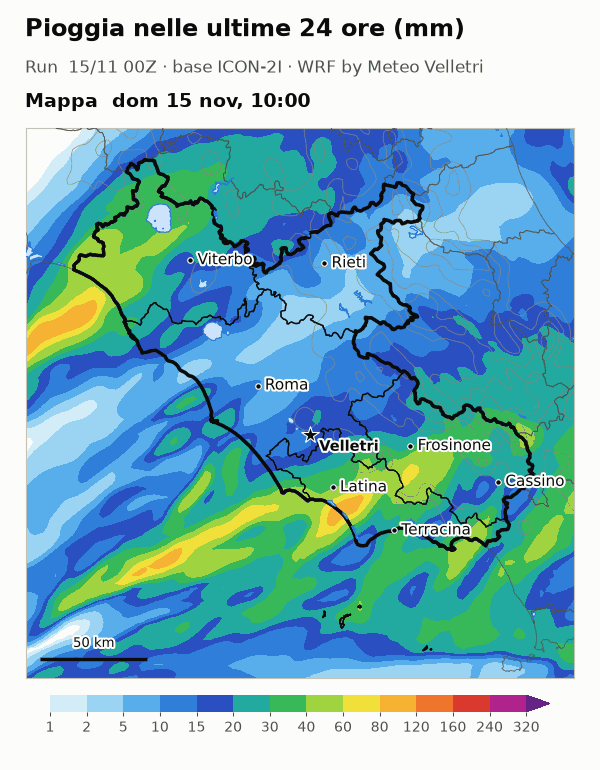 Pioggia nelle ultime 24 ore (mm)
Run  15/11 00Z · base ICON-2I · WRF by Meteo Velletri
Mappa  dom 15 nov, 10:00
Viterbo
Rieti
Roma
Velletri
Frosinone
Latina
Cassino
Terracina
50 km
1 2 5 10 15 20 30 40 60 80 120 160 240 320